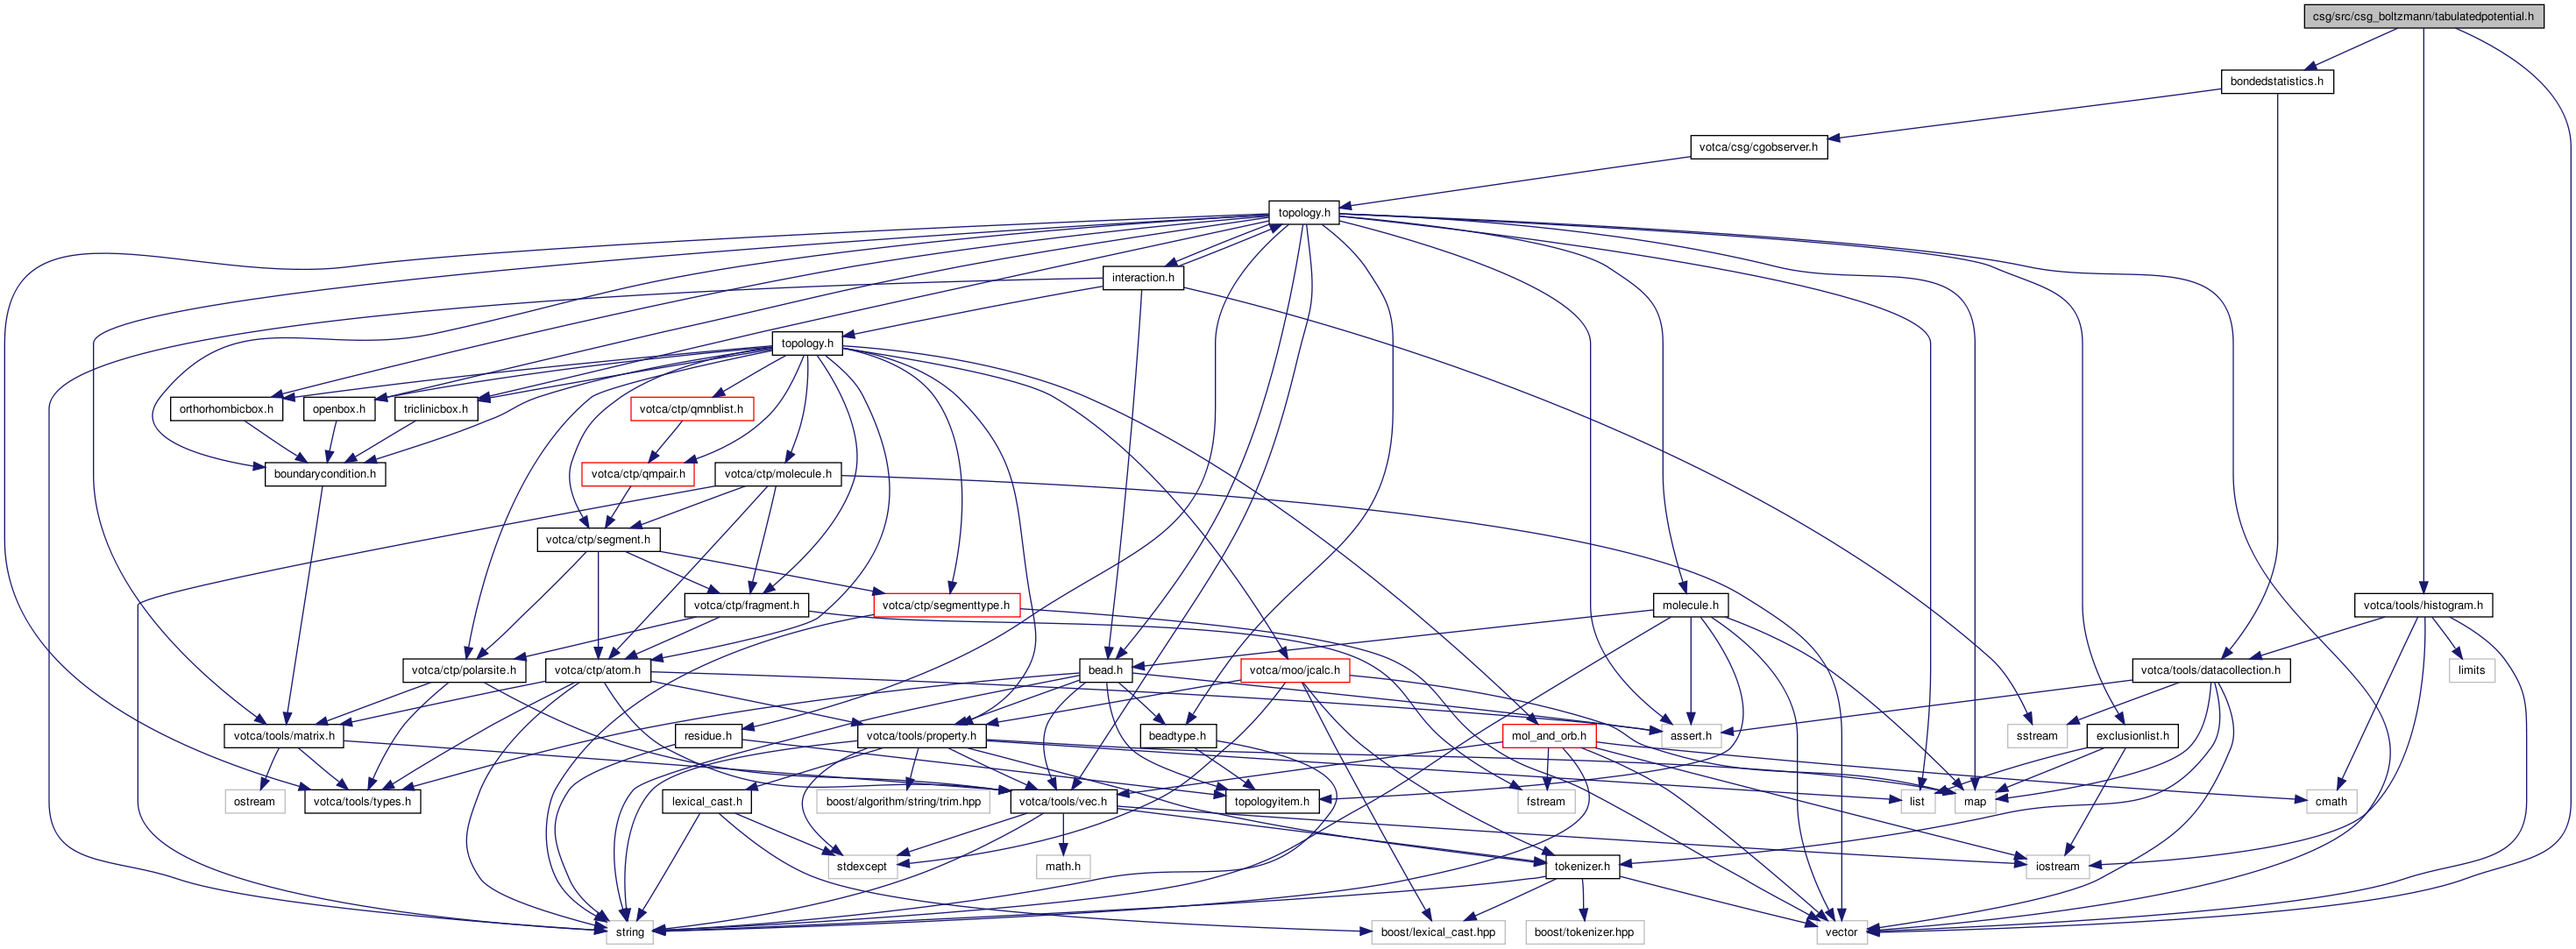 csg/src/csg_boltzmann/tabulatedpotential.h
bondedstatistics.h
votca/csg/cgobserver.h
topology.h
interaction.h
topology.h
orthorhombicbox.h
openbox.h
triclinicbox.h
votca/ctp/qmnblist.h
boundarycondition.h
votca/ctp/qmpair.h
votca/ctp/molecule.h
votca/ctp/segment.h
votca/ctp/fragment.h
votca/ctp/segmenttype.h
molecule.h
votca/tools/histogram.h
votca/ctp/polarsite.h
votca/ctp/atom.h
bead.h
votca/moo/jcalc.h
votca/tools/datacollection.h
limits
votca/tools/matrix.h
residue.h
votca/tools/property.h
beadtype.h
mol_and_orb.h
assert.h
sstream
exclusionlist.h
ostream
votca/tools/types.h
lexical_cast.h
boost/algorithm/string/trim.hpp
votca/tools/vec.h
topologyitem.h
fstream
list
map
cmath
stdexcept
math.h
tokenizer.h
iostream
string
boost/lexical_cast.hpp
boost/tokenizer.hpp
vector